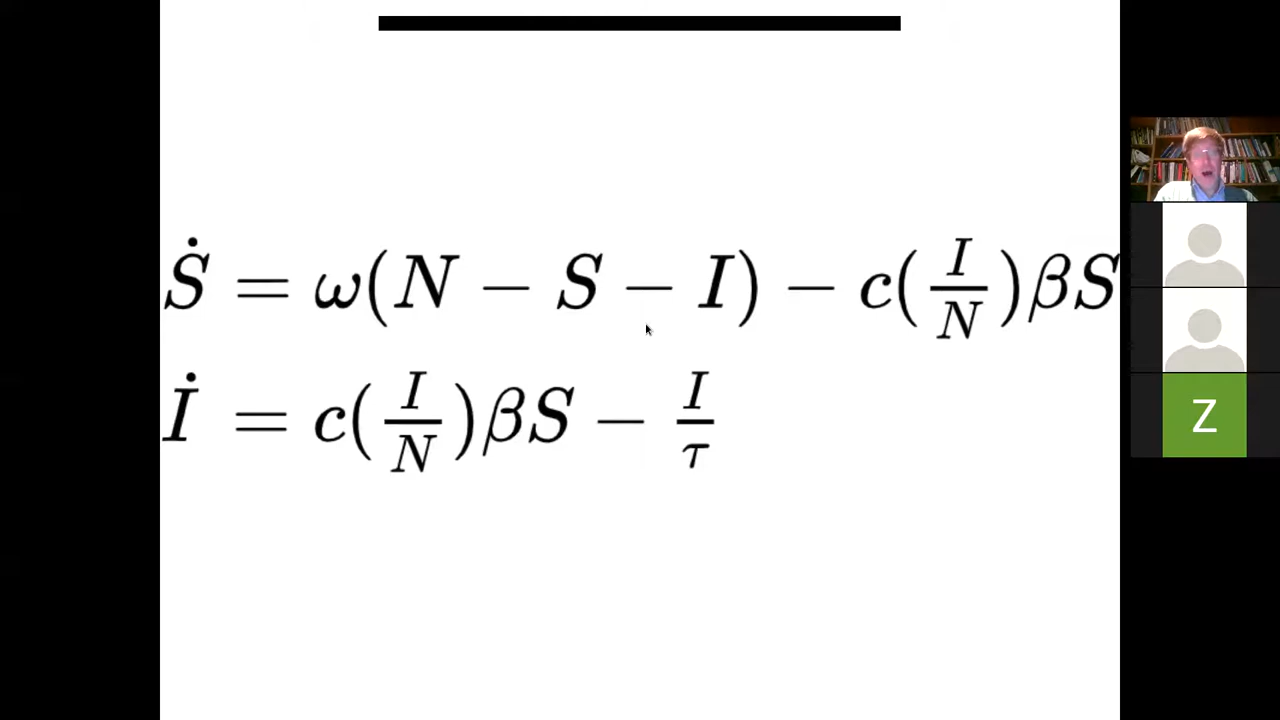 Ṡ = ω(N − S − I) − c(I/N)βS
İ = c(I/N)βS − I/τ
Z